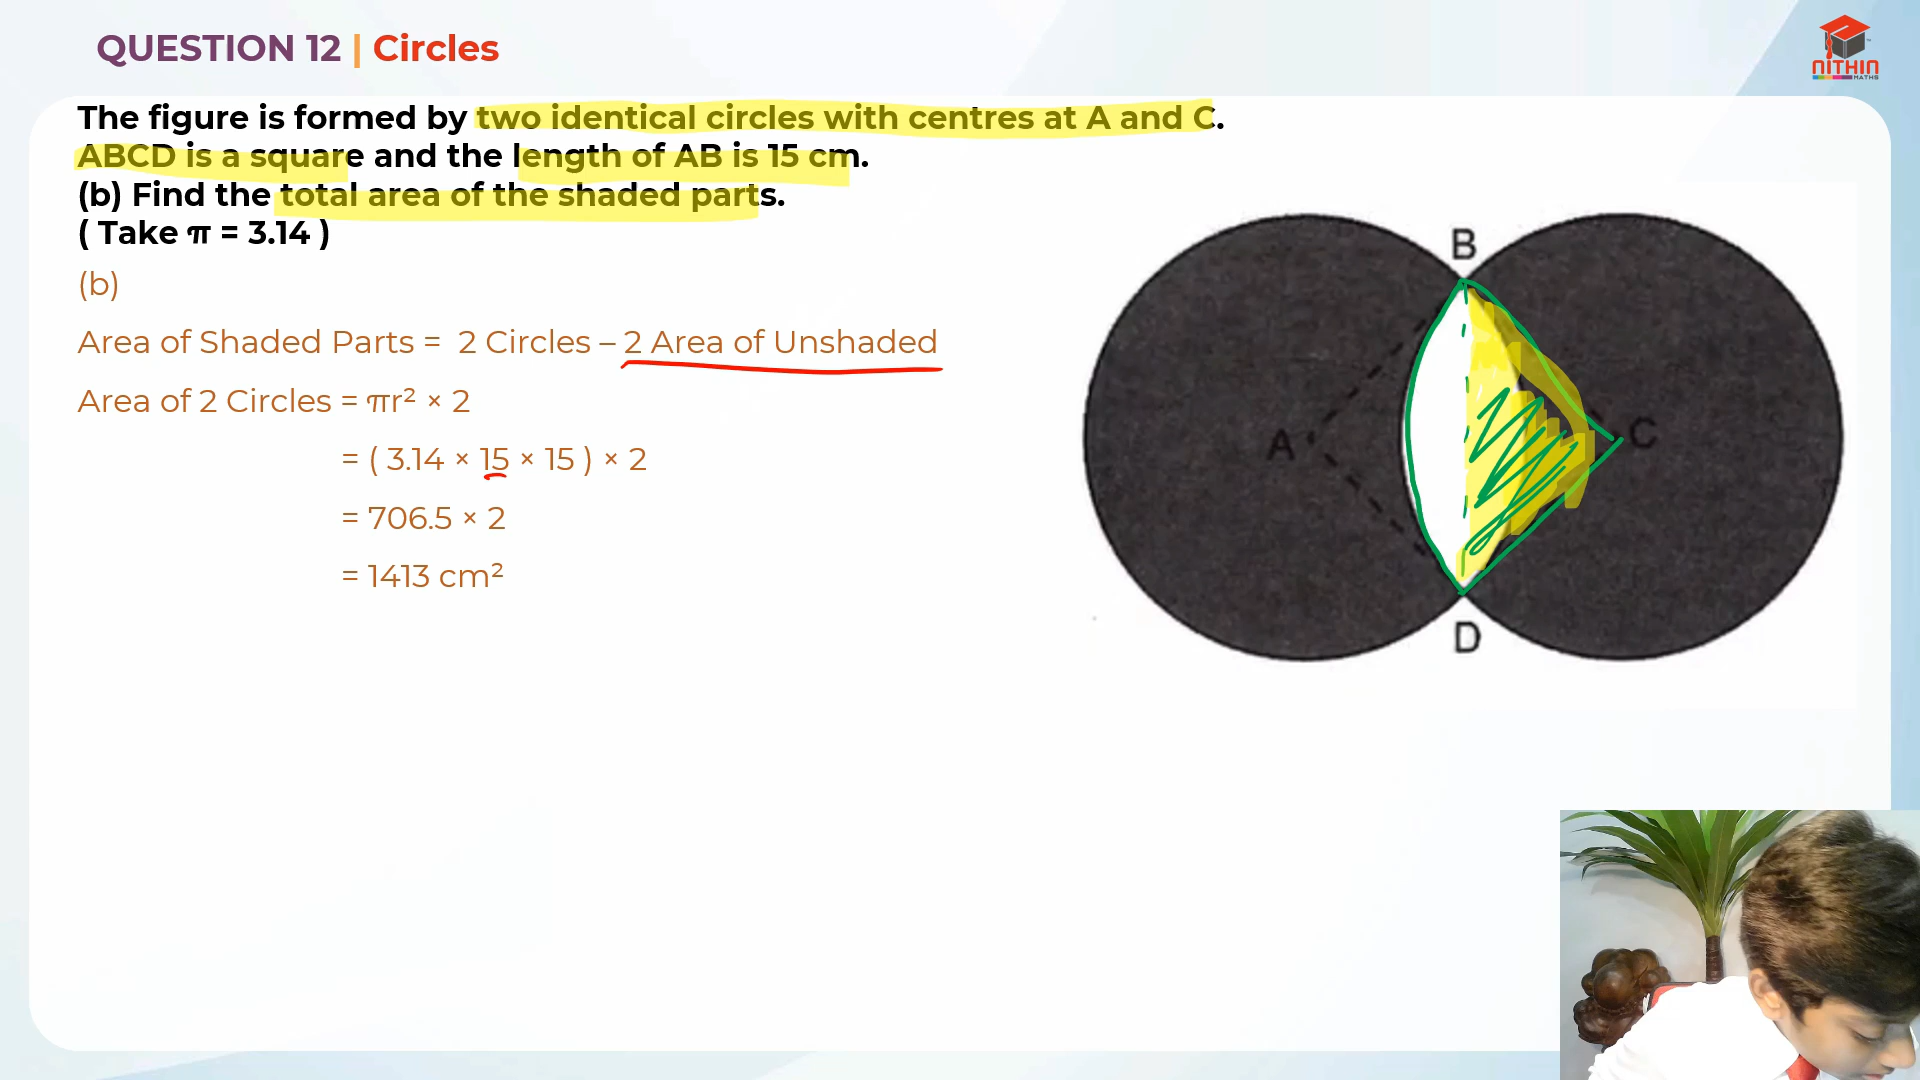 QUESTION 12 | Circles
NITHIN
MATHS
The figure is formed by two identical circles with centres at A and C.
ABCD is a square and the length of AB is 15 cm.
(b) Find the total area of the shaded parts.
( Take π = 3.14 )
(b)
Area of Shaded Parts = 2 Circles – 2 Area of Unshaded
Area of 2 Circles = πr² × 2
= ( 3.14 × 15 × 15 ) × 2
= 706.5 × 2
= 1413 cm²
B
A
C
D